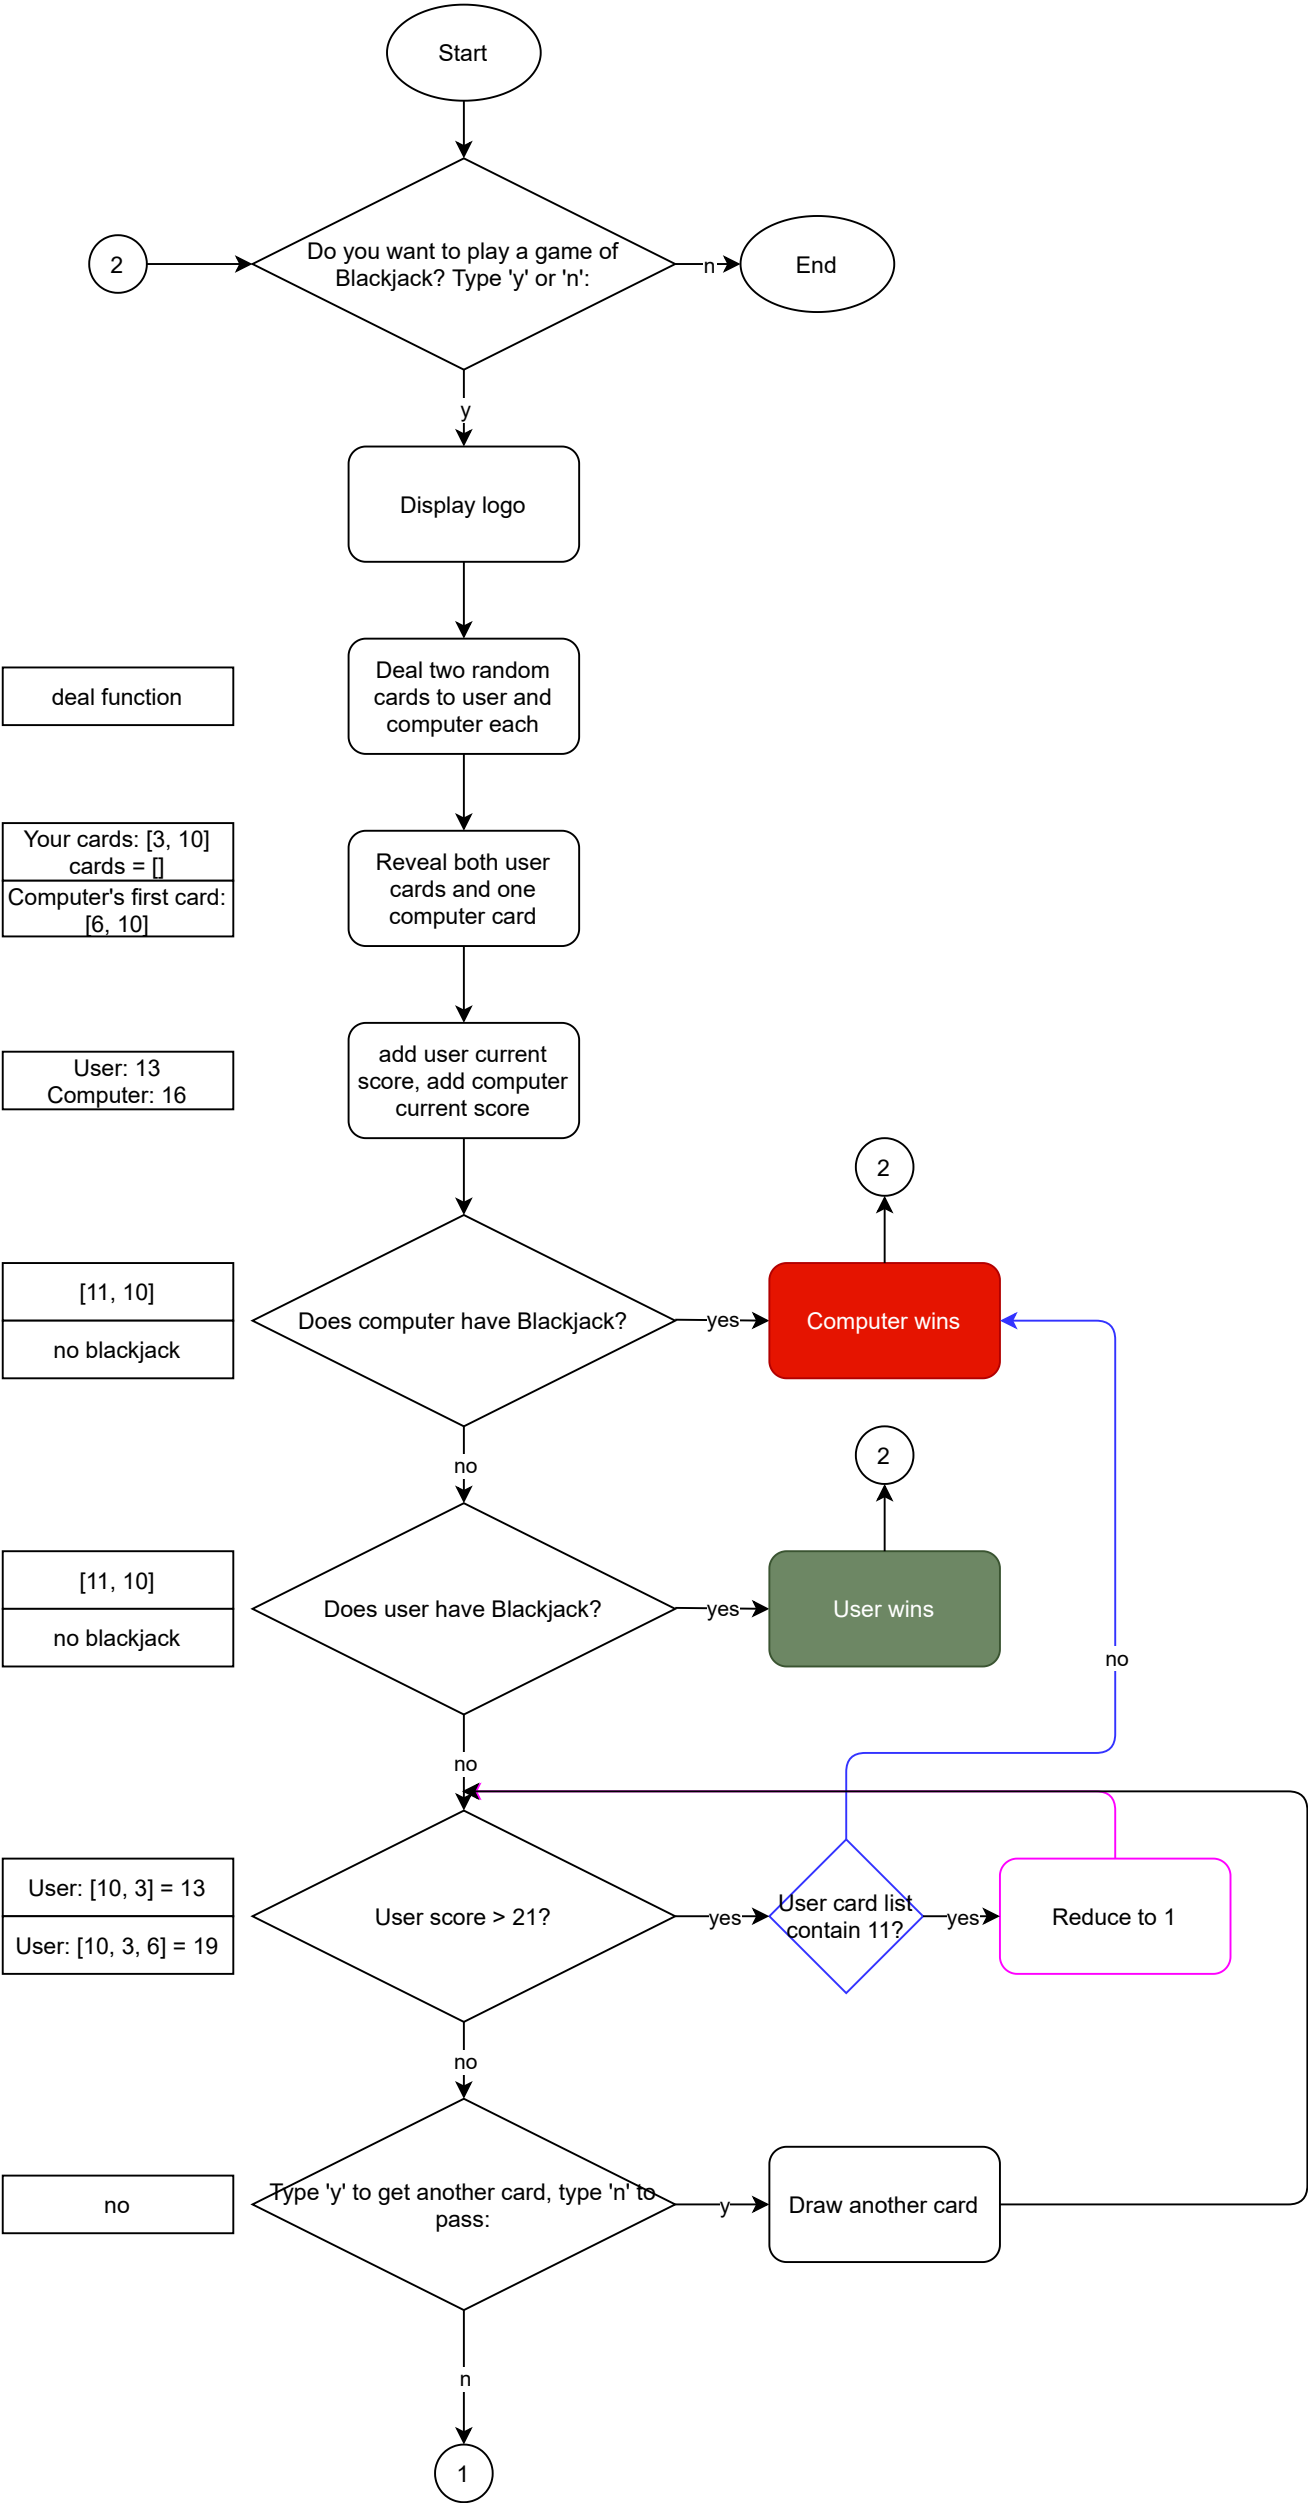 Start
2
Do you want to play a game of
Blackjack? Type 'y' or 'n':
n
End
y
Display logo
deal function
Deal two random
cards to user and
computer each
Your cards: [3, 10]
cards = []
Computer's first card:
[6, 10]
Reveal both user
cards and one
computer card
User: 13
Computer: 16
add user current
score, add computer
current score
2
[11, 10]
no blackjack
Does computer have Blackjack?
yes
Computer wins
no
2
[11, 10]
no blackjack
Does user have Blackjack?
yes
User wins
no
no
User: [10, 3] = 13
User: [10, 3, 6] = 19
User score > 21?
yes
User card list
contain 11?
yes
Reduce to 1
no
no
Type 'y' to get another card, type 'n' to
pass:
y
Draw another card
n
1